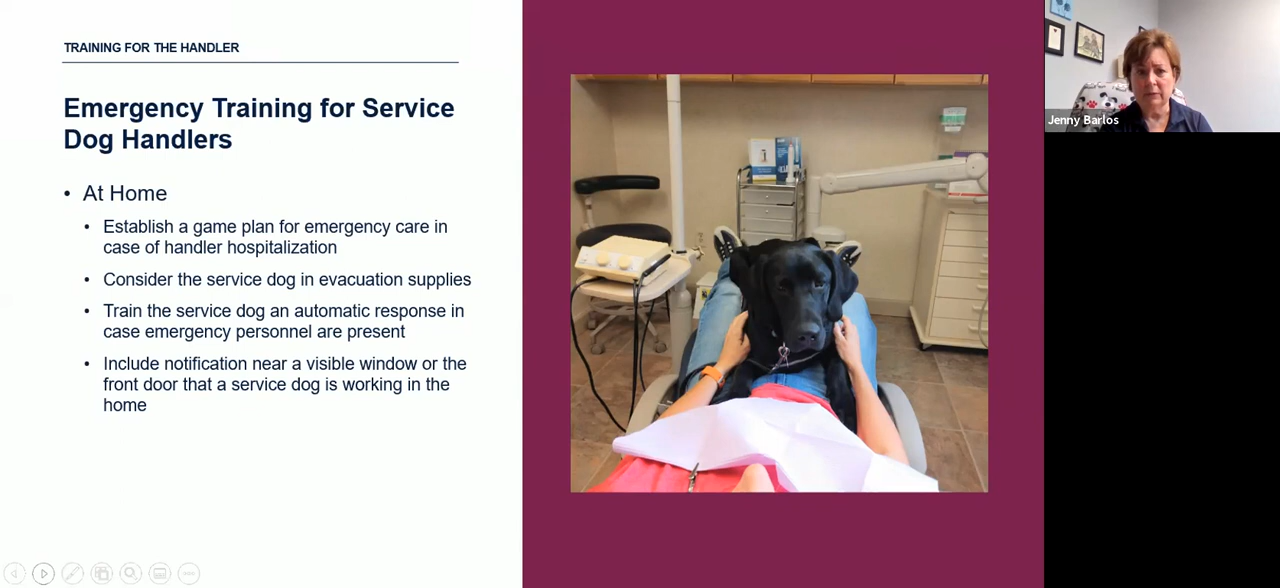 TRAINING FOR THE HANDLER
Emergency Training for Service
Dog Handlers
• At Home
• Establish a game plan for emergency care in
case of handler hospitalization
• Consider the service dog in evacuation supplies
• Train the service dog an automatic response in
case emergency personnel are present
• Include notification near a visible window or the
front door that a service dog is working in the
home
Jenny Barlos